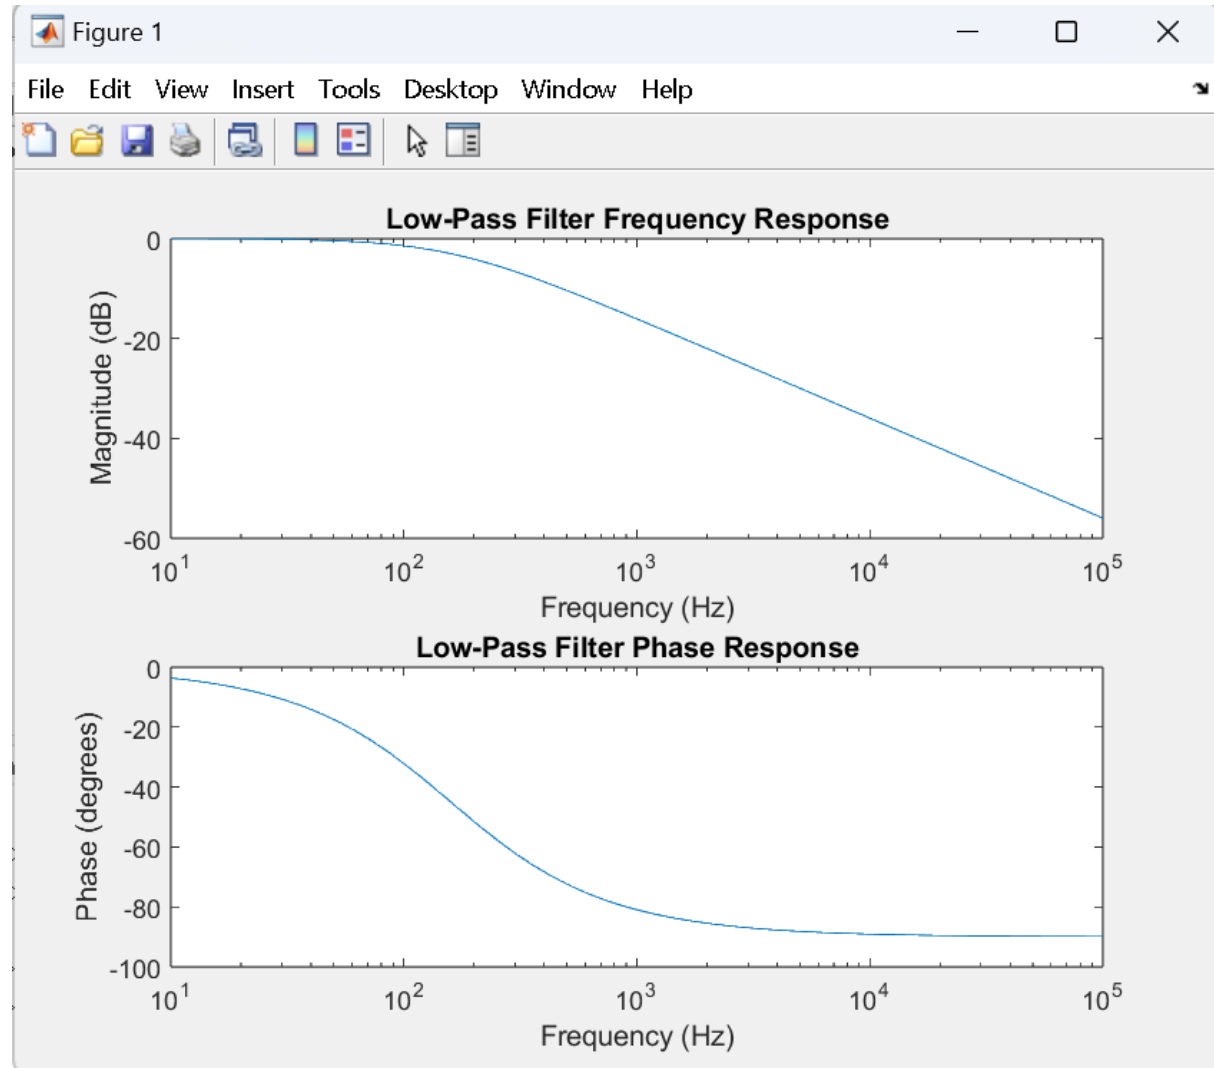 Figure 1
File Edit View Insert Tools Desktop Window Help
Low-Pass Filter Frequency Response
Magnitude (dB)
0
-20
-40
-60
10^1 10^2 10^3 10^4 10^5
Frequency (Hz)
Low-Pass Filter Phase Response
Phase (degrees)
0
-20
-40
-60
-80
-100
10^1 10^2 10^3 10^4 10^5
Frequency (Hz)